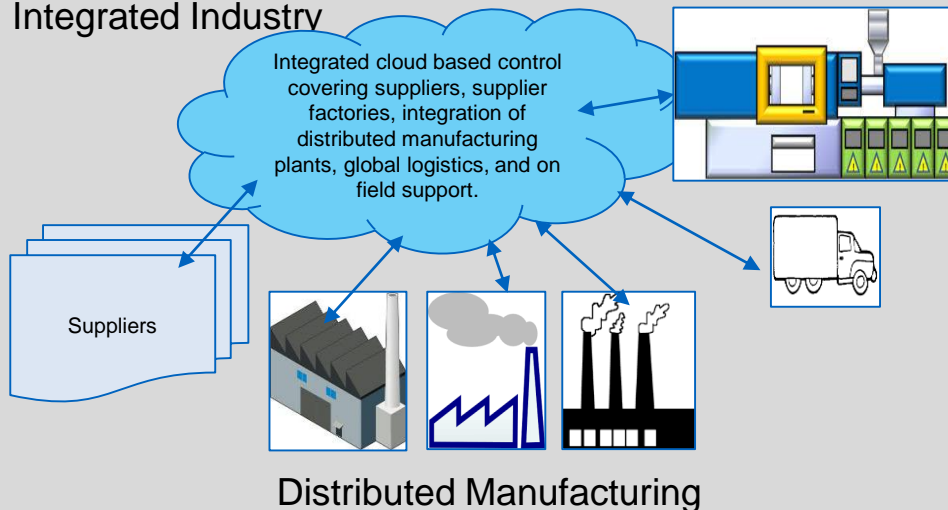 Integrated Industry
Integrated cloud based control
covering suppliers, supplier
factories, integration of
distributed manufacturing
plants, global logistics, and on
field support.
Suppliers
Distributed Manufacturing